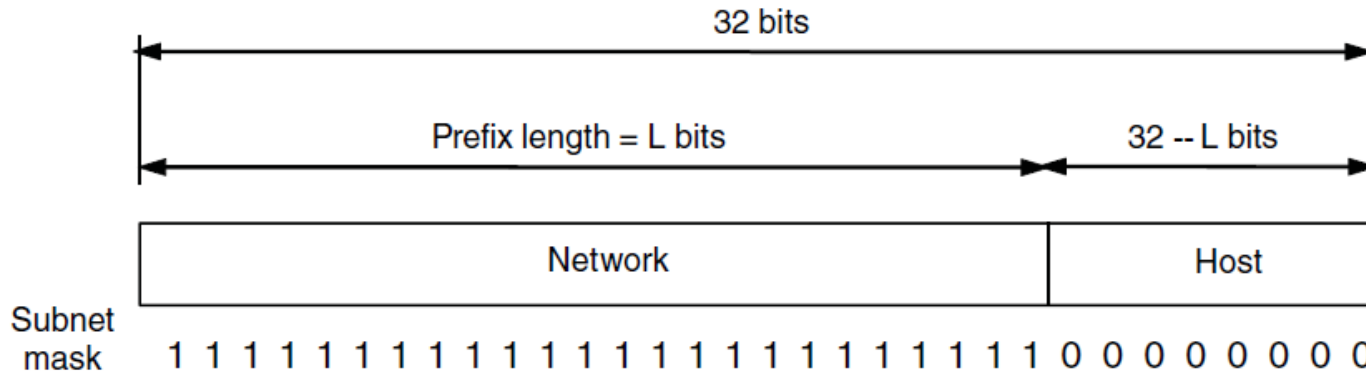 32 bits
Prefix length = L bits
32 -- L bits
Network
Host
Subnet
mask
1 1 1 1 1 1 1 1 1 1 1 1 1 1 1 1 1 1 1 1 1 1 1 1 0 0 0 0 0 0 0 0